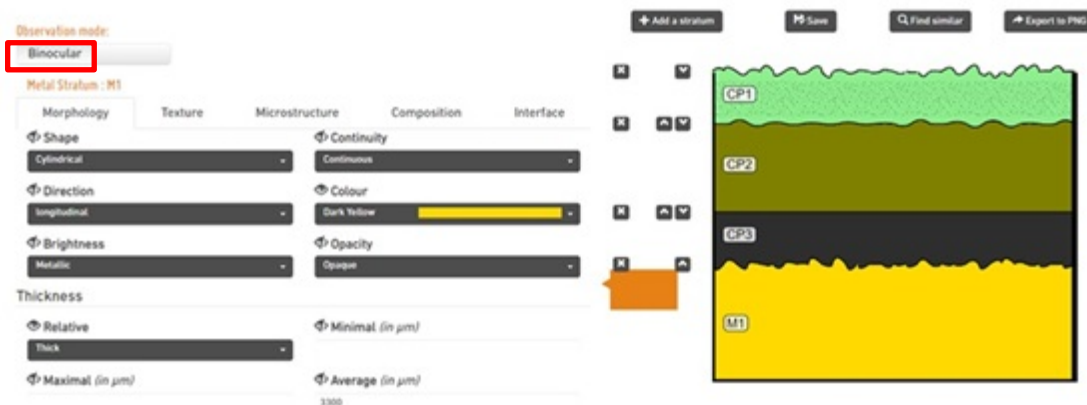 Observation mode:
Binocular
Metal Stratum : M1
Morphology Texture Microstructure Composition Interface
Shape Continuity
Cylindrical Continuous
Direction Colour
longitudinal Dark Yellow
Brightness Opacity
Metallic Opaque
Thickness
Relative Minimal (in µm)
Thick
Maximal (in µm) Average (in µm)
3300
+ Add a stratum Save Find similar Export to PNG
CP1
CP2
CP3
M1